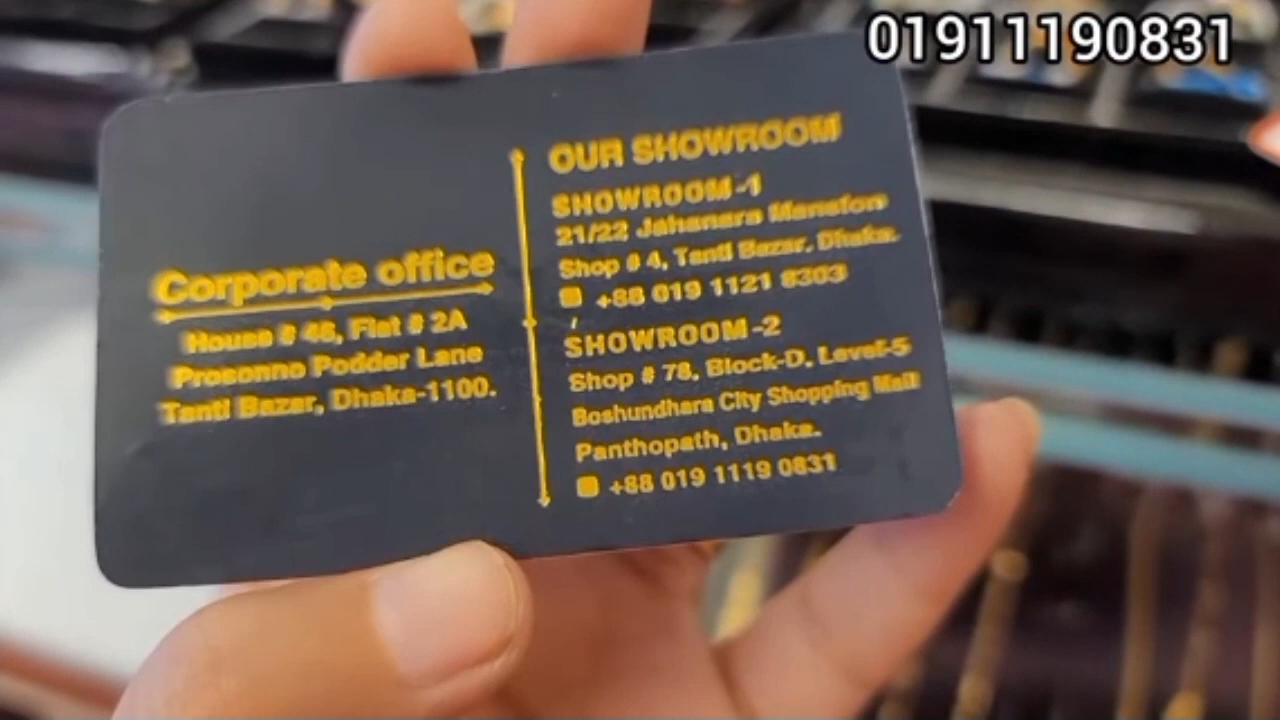 01911190831
Corporate office
House # 46, Flat # 2A
Prosonno Podder Lane
Tanti Bazar, Dhaka-1100.
OUR SHOWROOM
SHOWROOM-1
21/22 Jahanara Mansion
Shop # 4, Tanti Bazar, Dhaka.
+88 019 1121 8303
SHOWROOM-2
Shop # 78, Block-D, Level-5
Boshundhara City Shopping Mall
Panthopath, Dhaka.
+88 019 1119 0831